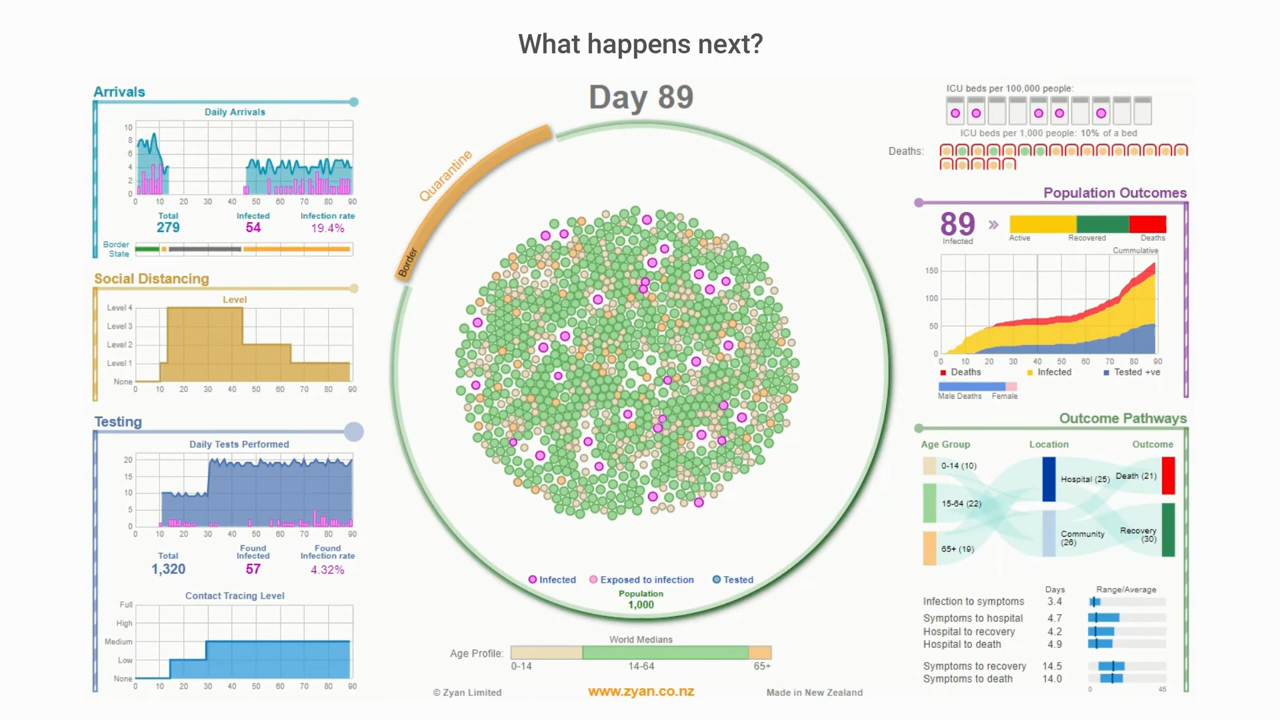 What happens next?
Arrivals
Daily Arrivals
10
8
6
4
2
0
0 10 20 30 40 50 60 70 80 90
Total Infected Infection rate
279 54 19.4%
Border
State
Social Distancing
Level
Level 4
Level 3
Level 2
Level 1
None
0 10 20 30 40 50 60 70 80 90
Testing
Daily Tests Performed
20
15
10
5
0
0 10 20 30 40 50 60 70 80 90
Total Found Infected Found Infection rate
1,320 57 4.32%
Contact Tracing Level
Full
High
Medium
Low
None
0 10 20 30 40 50 60 70 80 90
Day 89
Quarantine
Border
Infected Exposed to infection Tested
Population
1,000
World Medians
Age Profile:
0-14 14-64 65+
© Zyan Limited www.zyan.co.nz Made in New Zealand
ICU beds per 100,000 people:
ICU beds per 1,000 people: 10% of a bed
Deaths:
Population Outcomes
89
Infected
»
Active Recovered Deaths
Cummulative
150
100
50
0
0 10 20 30 40 50 60 70 80 90
Deaths Infected Tested +ve
Male Deaths Female
Outcome Pathways
Age Group Location Outcome
0-14 (10)
15-64 (22)
65+ (19)
Hospital (25)
Community
(26)
Death (21)
Recovery
(30)
Days Range/Average
Infection to symptoms 3.4
Symptoms to hospital 4.7
Hospital to recovery 4.2
Hospital to death 4.9
Symptoms to recovery 14.5
Symptoms to death 14.0
0 45